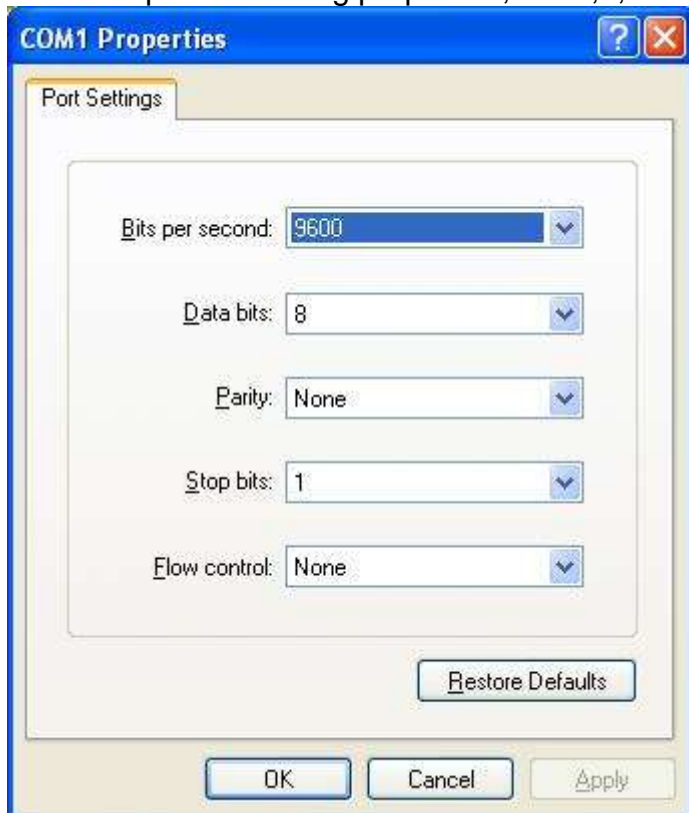 COM1 Properties
Port Settings
Bits per second: 9600
Data bits: 8
Parity: None
Stop bits: 1
Flow control: None
Restore Defaults
OK Cancel Apply